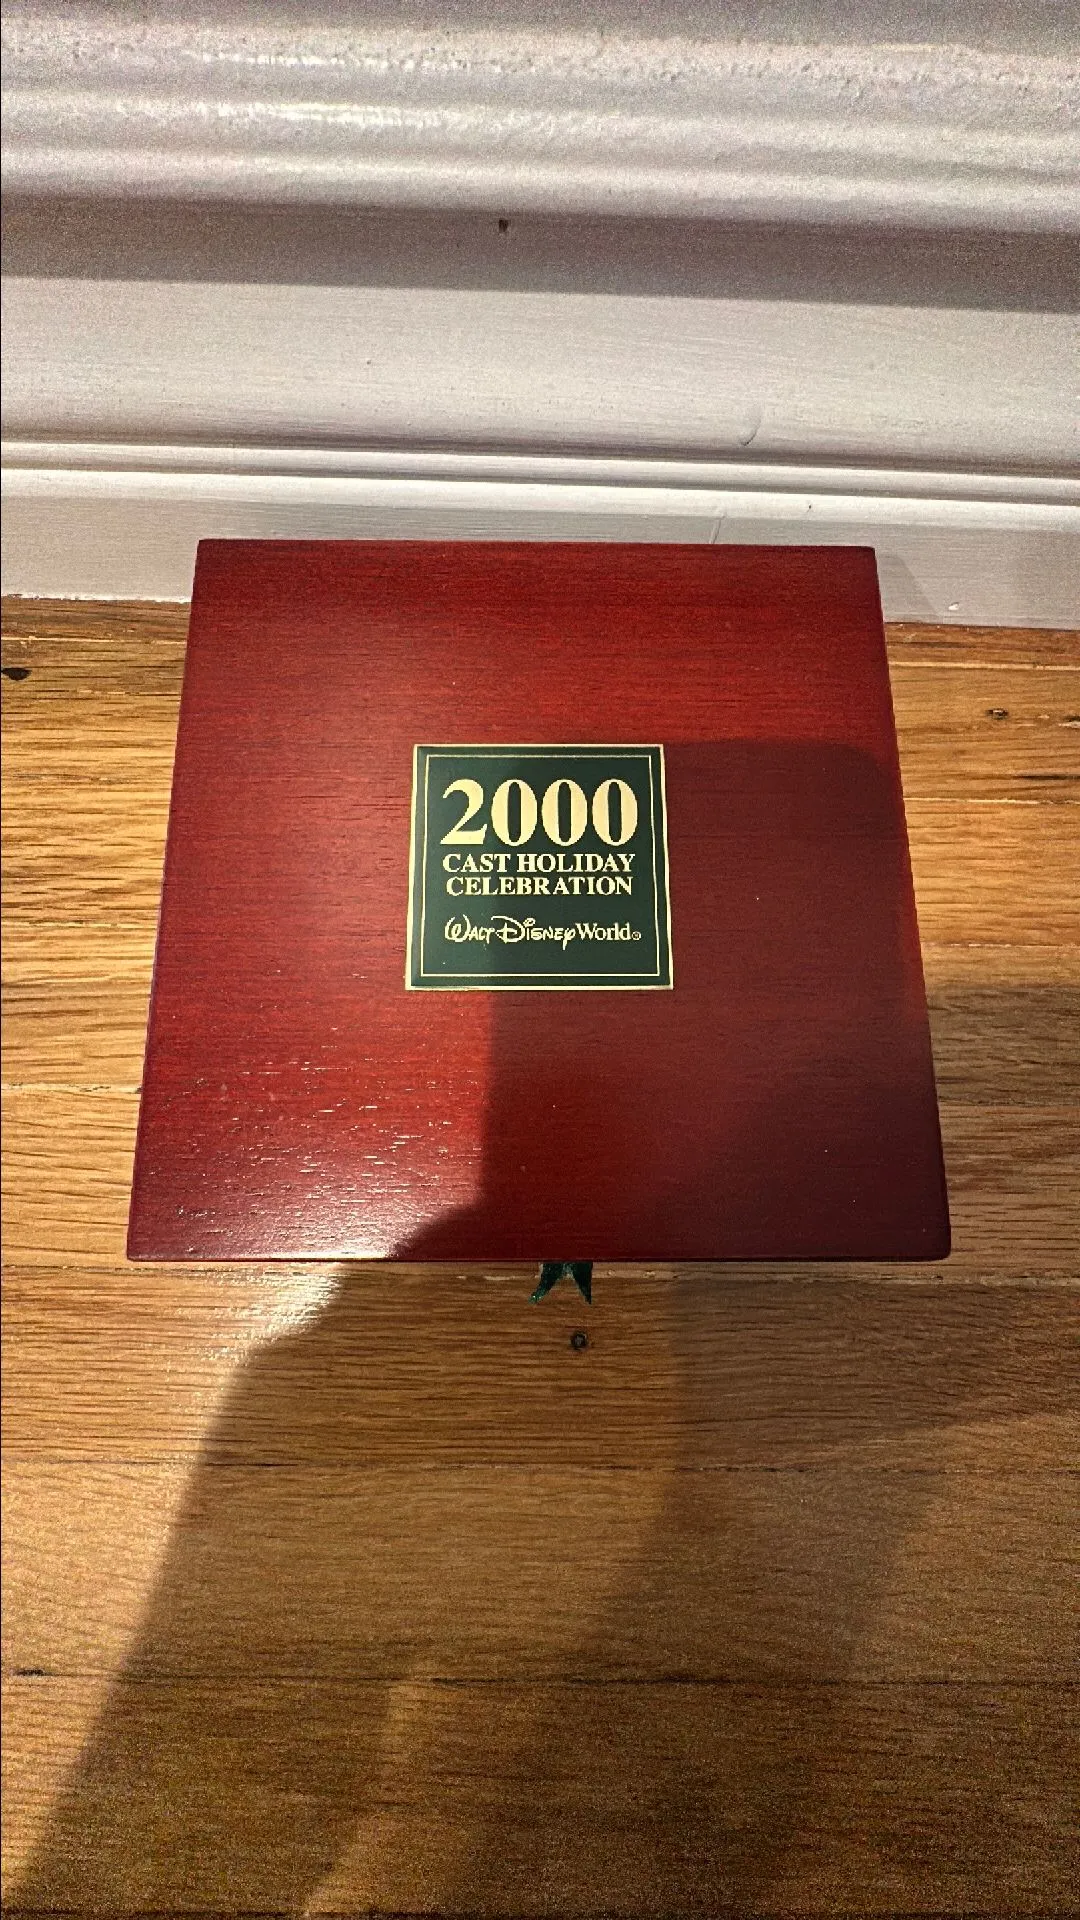 2000
CAST HOLIDAY
CELEBRATION
WALT DISNEY World®